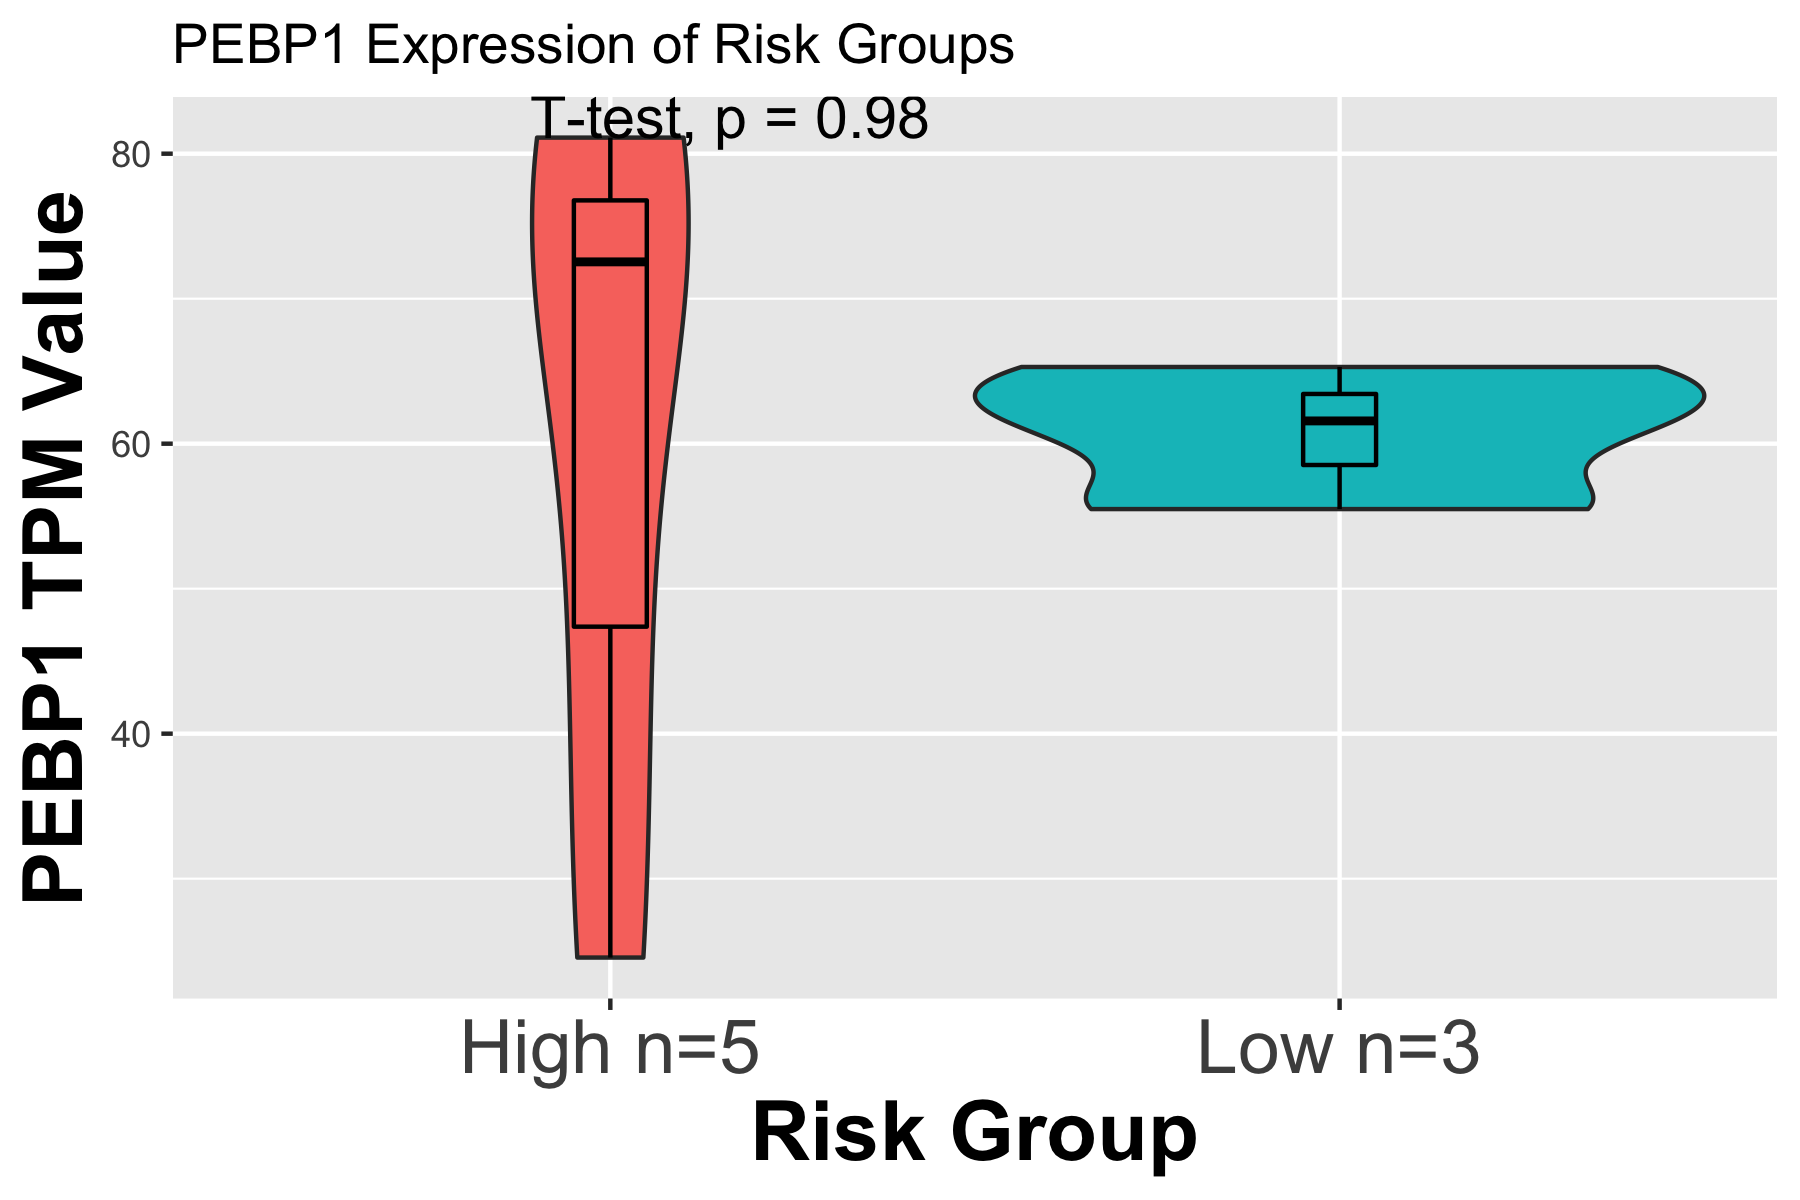 PEBP1 Expression of Risk Groups
T-test, p = 0.98
PEBP1 TPM Value
80
60
40
High n=5
Low n=3
Risk Group